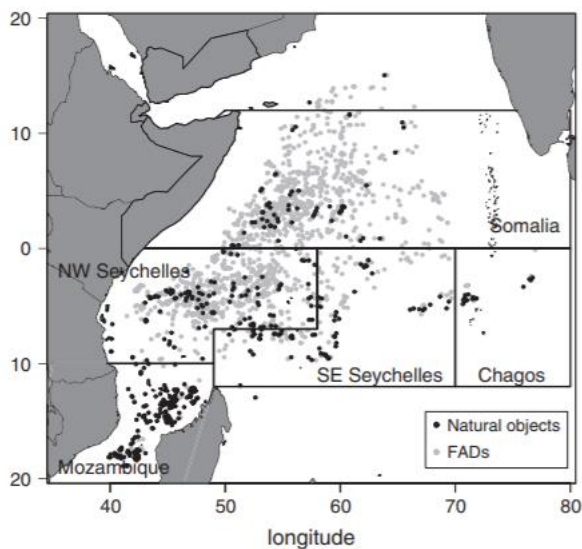 20
10
0
10
20
Somalia
NW Seychelles
SE Seychelles
Chagos
Mozambique
Natural objects
FADs
40
50
60
70
80
longitude